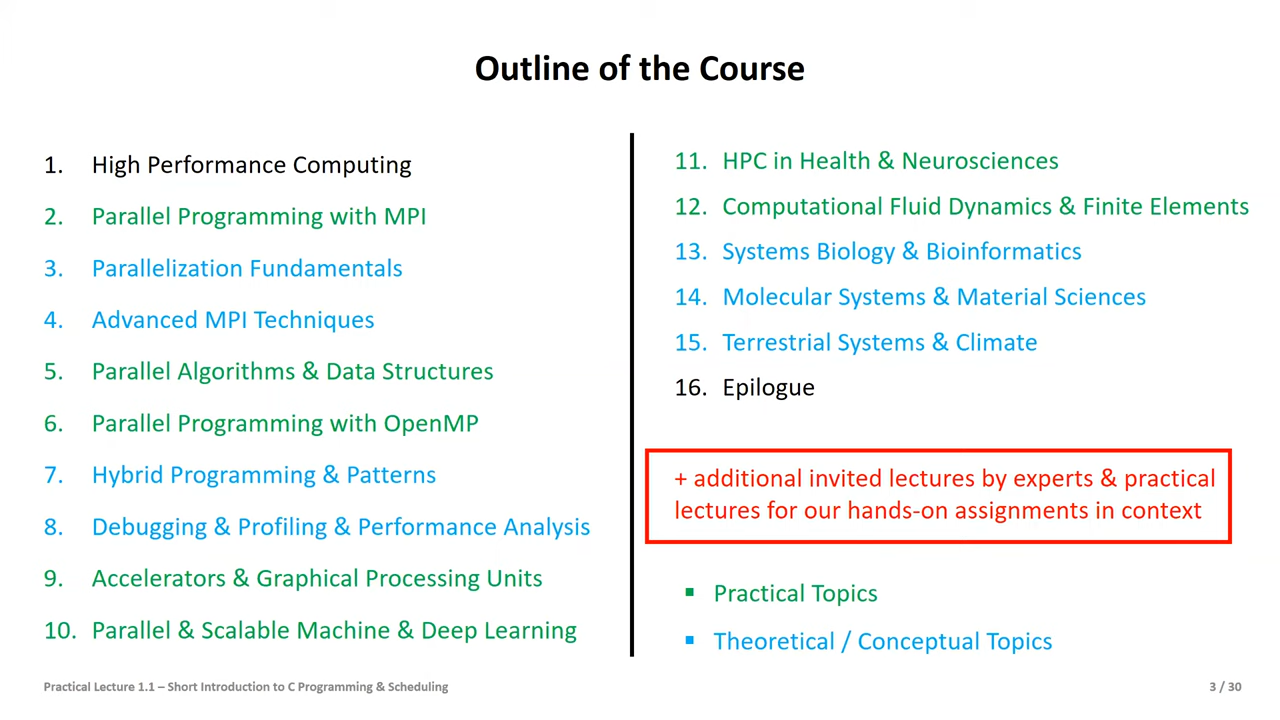 Outline of the Course
1. High Performance Computing
2. Parallel Programming with MPI
3. Parallelization Fundamentals
4. Advanced MPI Techniques
5. Parallel Algorithms & Data Structures
6. Parallel Programming with OpenMP
7. Hybrid Programming & Patterns
8. Debugging & Profiling & Performance Analysis
9. Accelerators & Graphical Processing Units
10. Parallel & Scalable Machine & Deep Learning
11. HPC in Health & Neurosciences
12. Computational Fluid Dynamics & Finite Elements
13. Systems Biology & Bioinformatics
14. Molecular Systems & Material Sciences
15. Terrestrial Systems & Climate
16. Epilogue
+ additional invited lectures by experts & practical
lectures for our hands-on assignments in context
▪ Practical Topics
▪ Theoretical / Conceptual Topics
Practical Lecture 1.1 – Short Introduction to C Programming & Scheduling
3 / 30